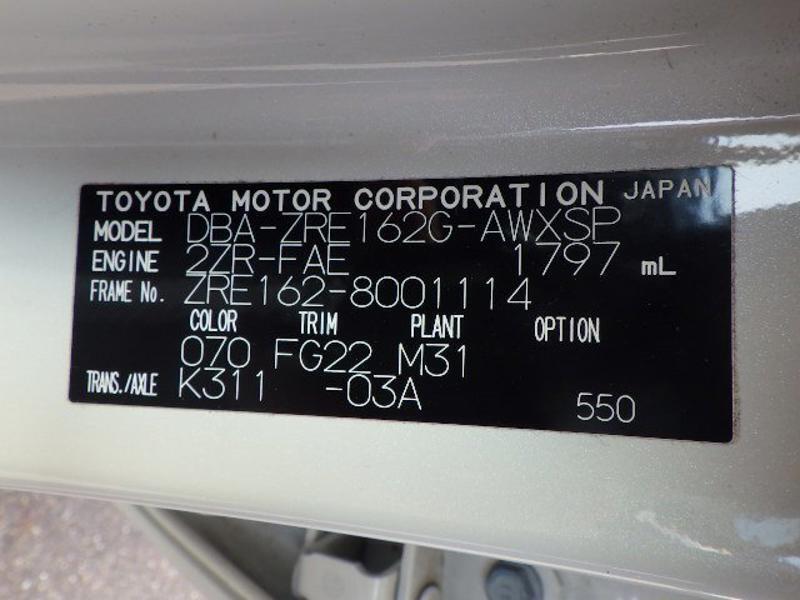 TOYOTA MOTOR CORPORATION JAPAN
MODEL DBA-ZRE162G-AWXSP
ENGINE 2ZR-FAE 1797 mL
FRAME No. ZRE162-8001114
COLOR TRIM PLANT OPTION
070 FG22 M31
TRANS./AXLE K311 -03A 550